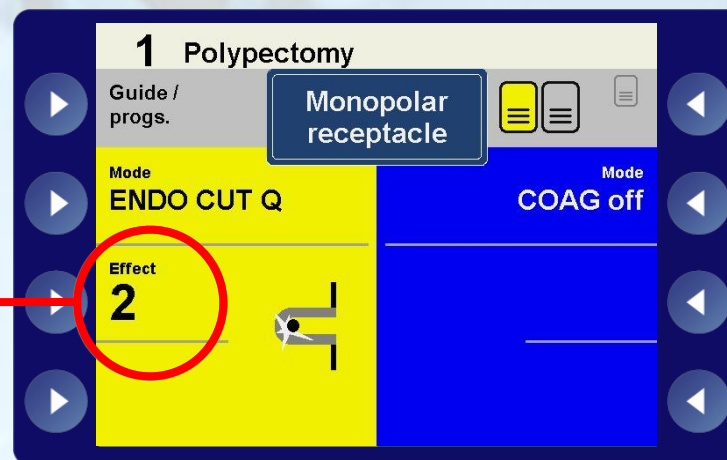 1 Polypectomy
Guide /
progs.
Monopolar
receptacle
Mode
ENDO CUT Q
Mode
COAG off
Effect
2